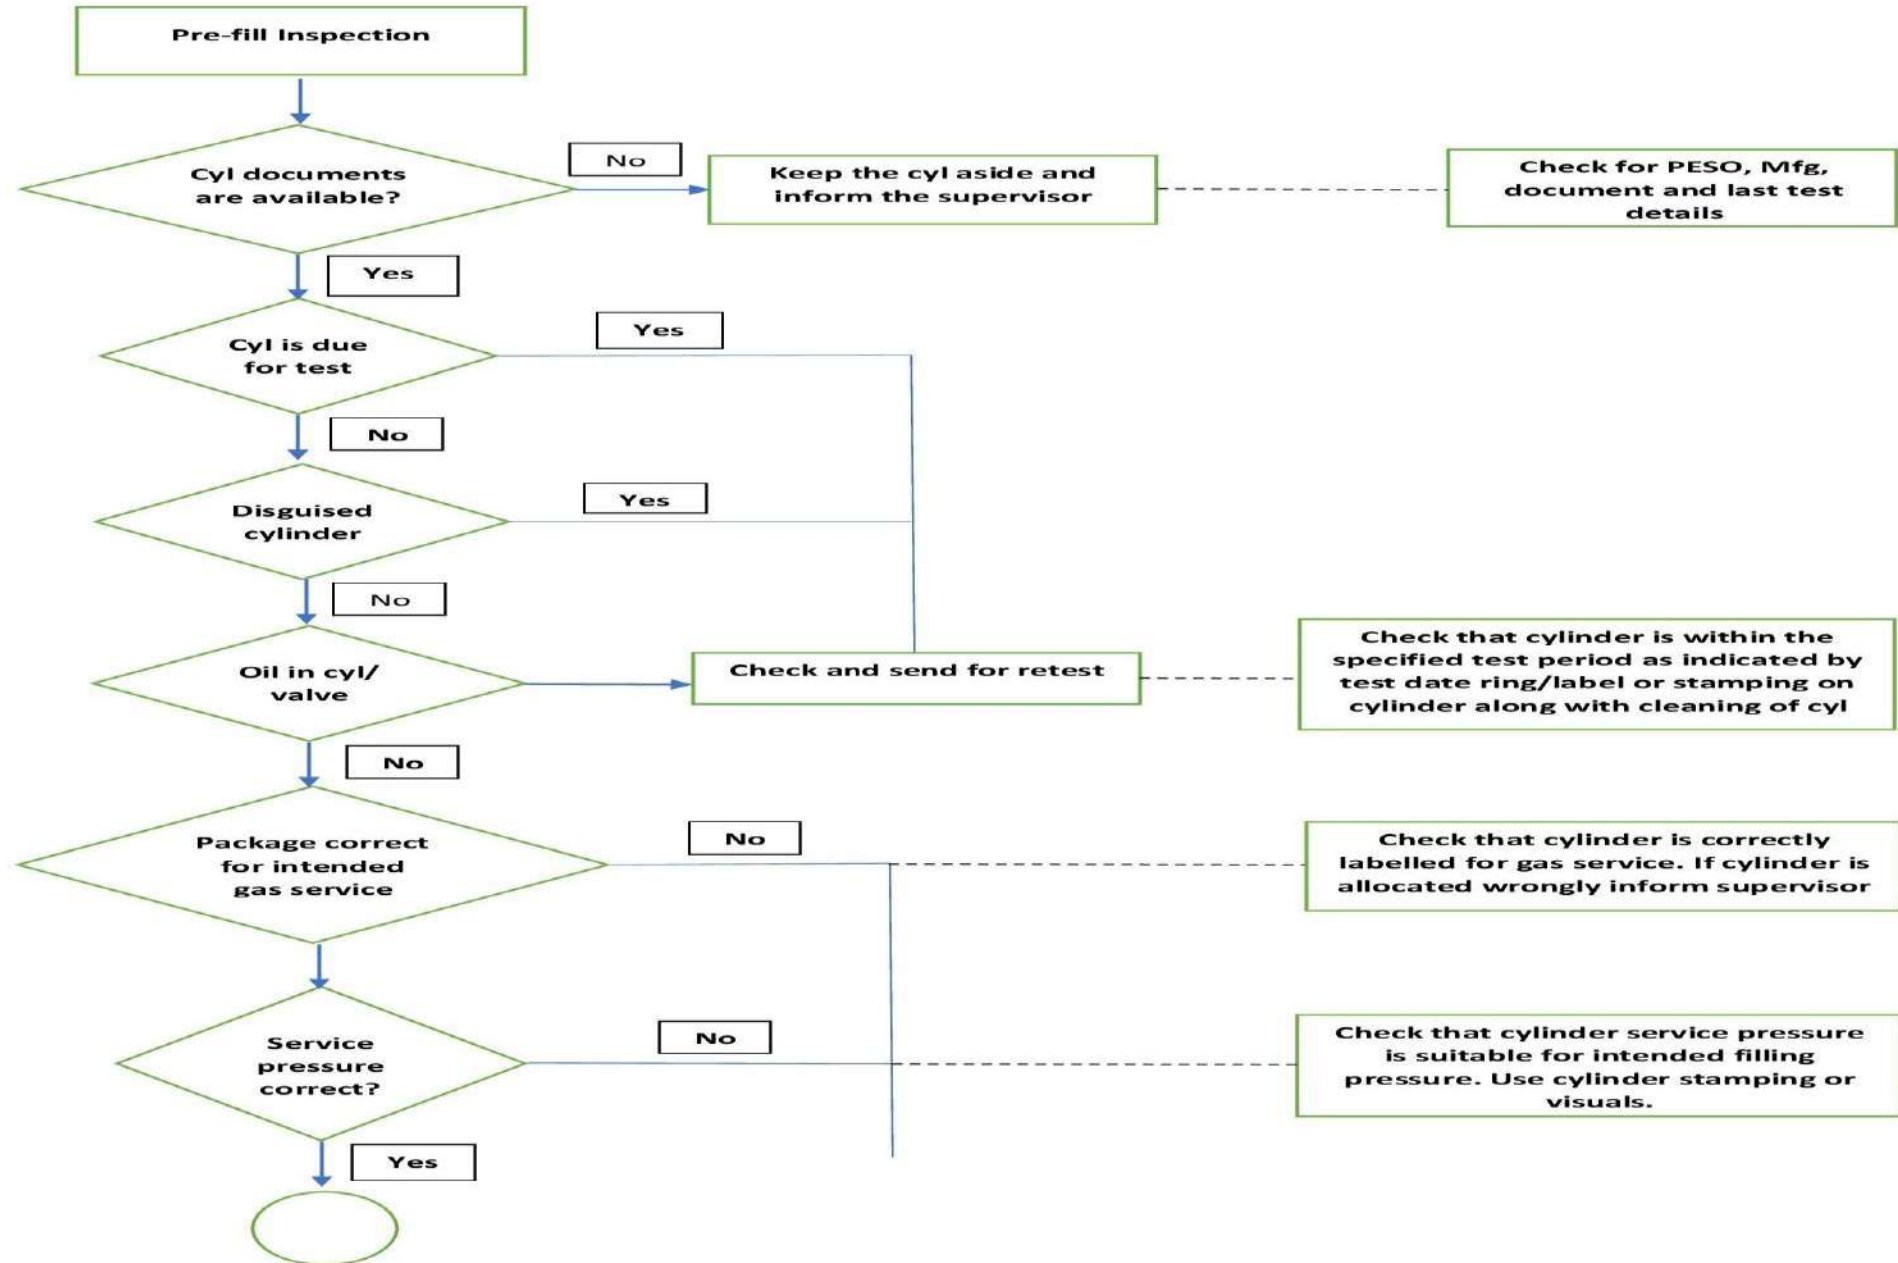 Pre-fill Inspection
Cyl documents
are available?
No
Keep the cyl aside and
inform the supervisor
Check for PESO, Mfg,
document and last test
details
Yes
Cyl is due
for test
Yes
No
Disguised
cylinder
Yes
No
Oil in cyl/
valve
Check and send for retest
Check that cylinder is within the
specified test period as indicated by
test date ring/label or stamping on
cylinder along with cleaning of cyl
No
Package correct
for intended
gas service
No
Check that cylinder is correctly
labelled for gas service. If cylinder is
allocated wrongly inform supervisor
Service
pressure
correct?
No
Check that cylinder service pressure
is suitable for intended filling
pressure. Use cylinder stamping or
visuals.
Yes